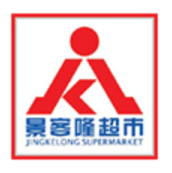 景客隆超市
JINGKELONG SUPERMARKET